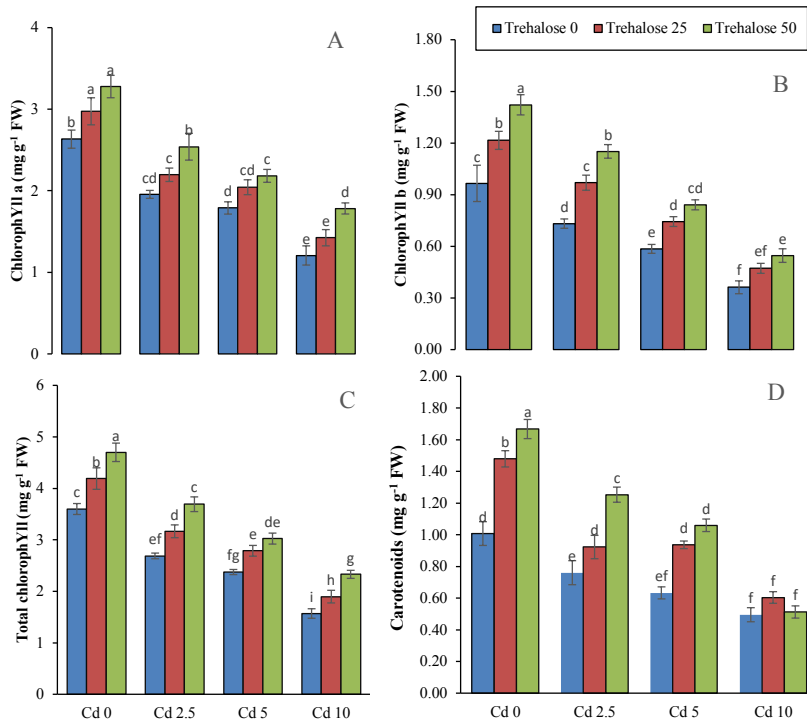 Trehalose 0 Trehalose 25 Trehalose 50
A
ChlorophYll a (mg g-1 FW)
4
3
2
1
0
b a a
cd c b
d cd c
e e d
B
ChlorophYll b (mg g-1 FW)
1.80
1.50
1.20
0.90
0.60
0.30
0.00
c b a
d c b
e d cd
f ef e
C
Total chlorophYll (mg g-1 FW)
6
5
4
3
2
1
0
c b a
ef d c
fg e de
i h g
Cd 0 Cd 2.5 Cd 5 Cd 10
D
Carotenoids (mg g-1 FW)
2.00
1.80
1.60
1.40
1.20
1.00
0.80
0.60
0.40
0.20
0.00
d b a
e d c
ef d d
f f f
Cd 0 Cd 2.5 Cd 5 Cd 10